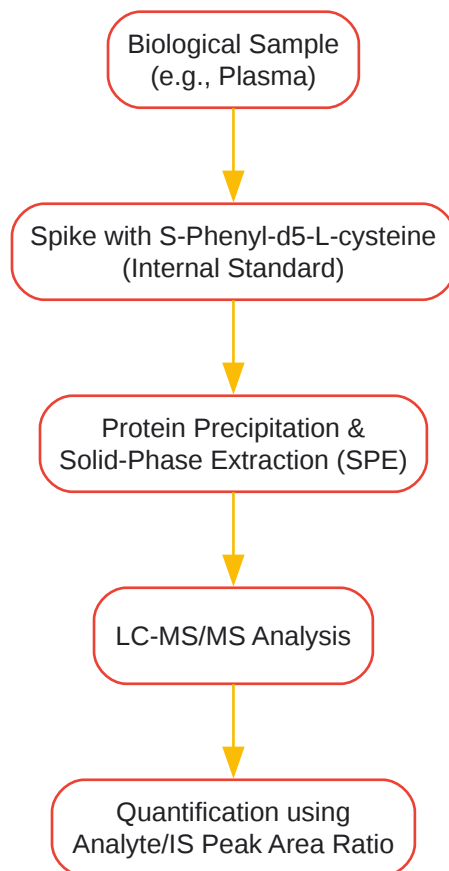 Biological Sample
(e.g., Plasma)
Spike with S-Phenyl-d5-L-cysteine
(Internal Standard)
Protein Precipitation &
Solid-Phase Extraction (SPE)
LC-MS/MS Analysis
Quantification using
Analyte/IS Peak Area Ratio